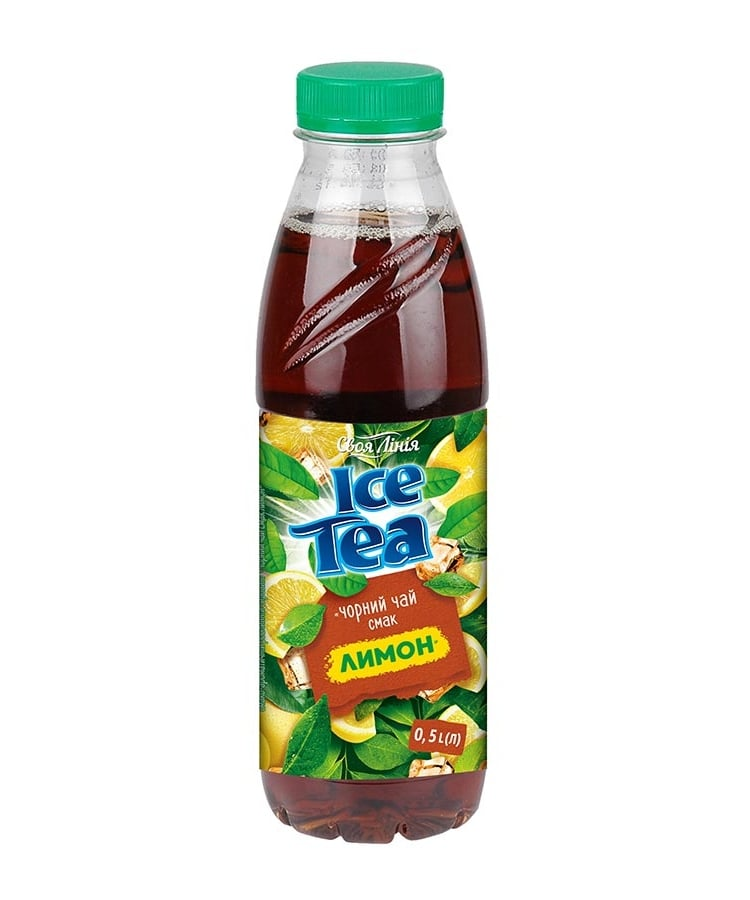 Своя Лінія
Ice
Tea
"ЧОРНИЙ ЧАЙ
СМАК
ЛИМОН"
0,5 L(Л)